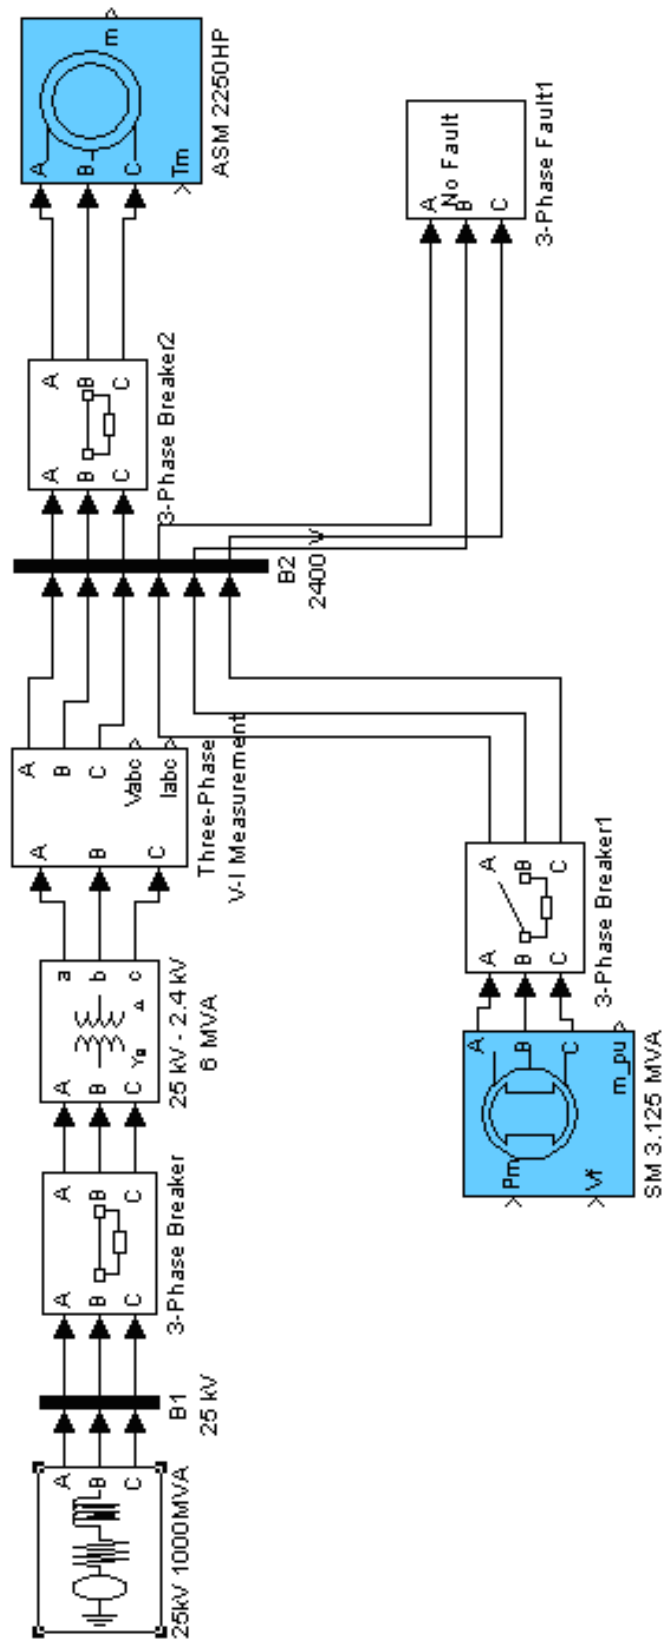 A
B
C
25kV 1000MVA
B1
25 kV
A
B
C
A
B
C
3-Phase Breaker
A
B
C
a
b
c
Yg
Δ
25 kV - 2.4 kV
6 MVA
A
B
C
A
B
C
Vabc
Iabc
Three-Phase
V-I Measurement
B2
2400 V
A
B
C
A
B
C
3-Phase Breaker2
A
B
C
Tm
m
ASM 2250HP
Pm
Vf
A
B
C
m_pu
SM 3.125 MVA
A
B
C
A
B
C
3-Phase Breaker1
A
B
C
No Fault
3-Phase Fault1